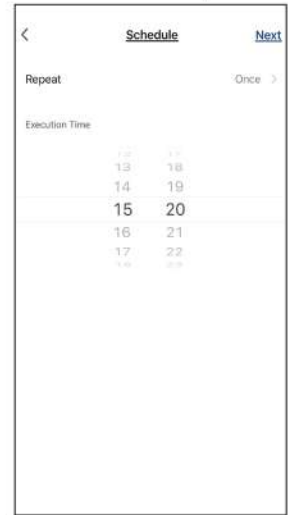 < Schedule Next
Repeat Once >
Execution Time
13 18
14 19
15 20
16 21
17 22